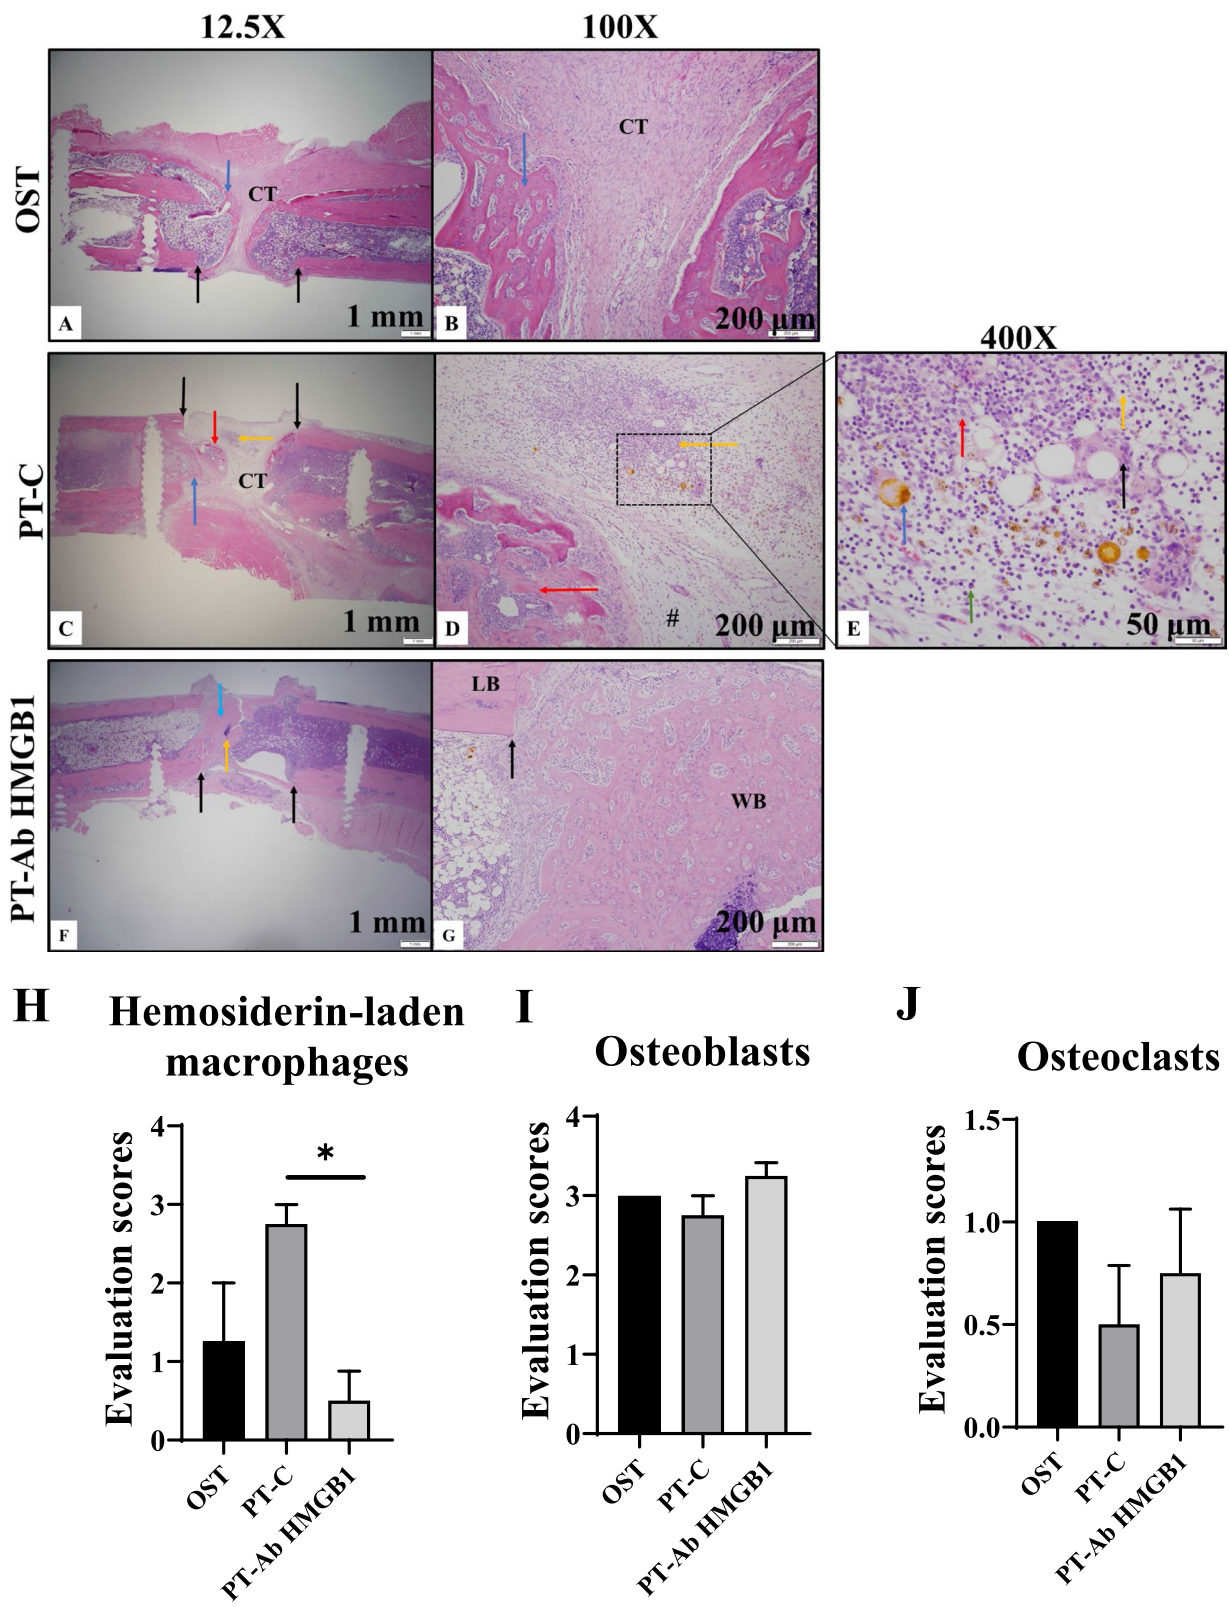 12.5X 100X
OST
CT
A
1 mm
CT
B
200 µm
400X
PT-C
CT
C
1 mm
#
D
200 µm
E
50 µm
PT-Ab HMGB1
F
1 mm
LB
WB
G
200 µm
H
Hemosiderin-laden
macrophages
Evaluation scores
4
3
2
1
0
*
OST
PT-C
PT-Ab HMGB1
I
Osteoblasts
Evaluation scores
4
3
2
1
0
OST
PT-C
PT-Ab HMGB1
J
Osteoclasts
Evaluation scores
1.5
1.0
0.5
0.0
OST
PT-C
PT-Ab HMGB1